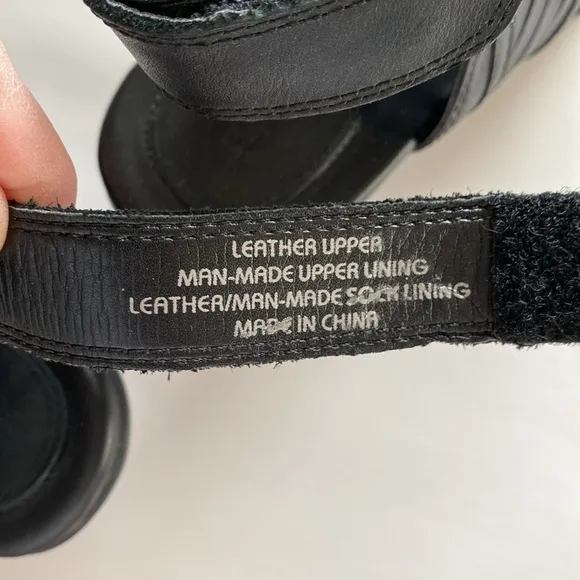 LEATHER UPPER
MAN-MADE UPPER LINING
LEATHER/MAN-MADE SOCK LINING
MADE IN CHINA